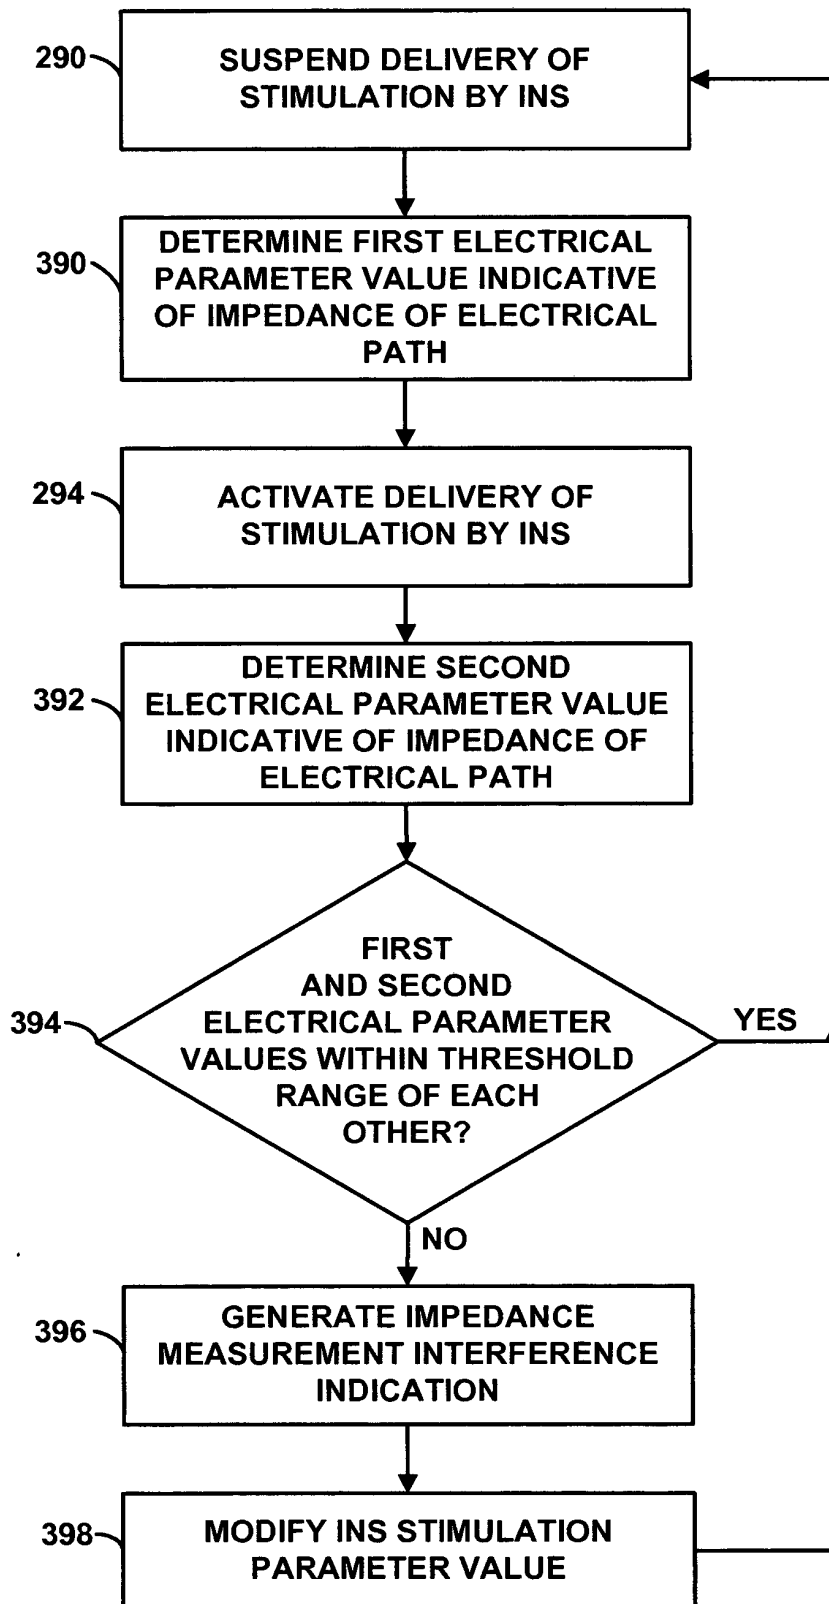 290
SUSPEND DELIVERY OF
STIMULATION BY INS
390
DETERMINE FIRST ELECTRICAL
PARAMETER VALUE INDICATIVE
OF IMPEDANCE OF ELECTRICAL
PATH
294
ACTIVATE DELIVERY OF
STIMULATION BY INS
392
DETERMINE SECOND
ELECTRICAL PARAMETER VALUE
INDICATIVE OF IMPEDANCE OF
ELECTRICAL PATH
394
FIRST
AND SECOND
ELECTRICAL PARAMETER
VALUES WITHIN THRESHOLD
RANGE OF EACH
OTHER?
YES
NO
396
GENERATE IMPEDANCE
MEASUREMENT INTERFERENCE
INDICATION
398
MODIFY INS STIMULATION
PARAMETER VALUE